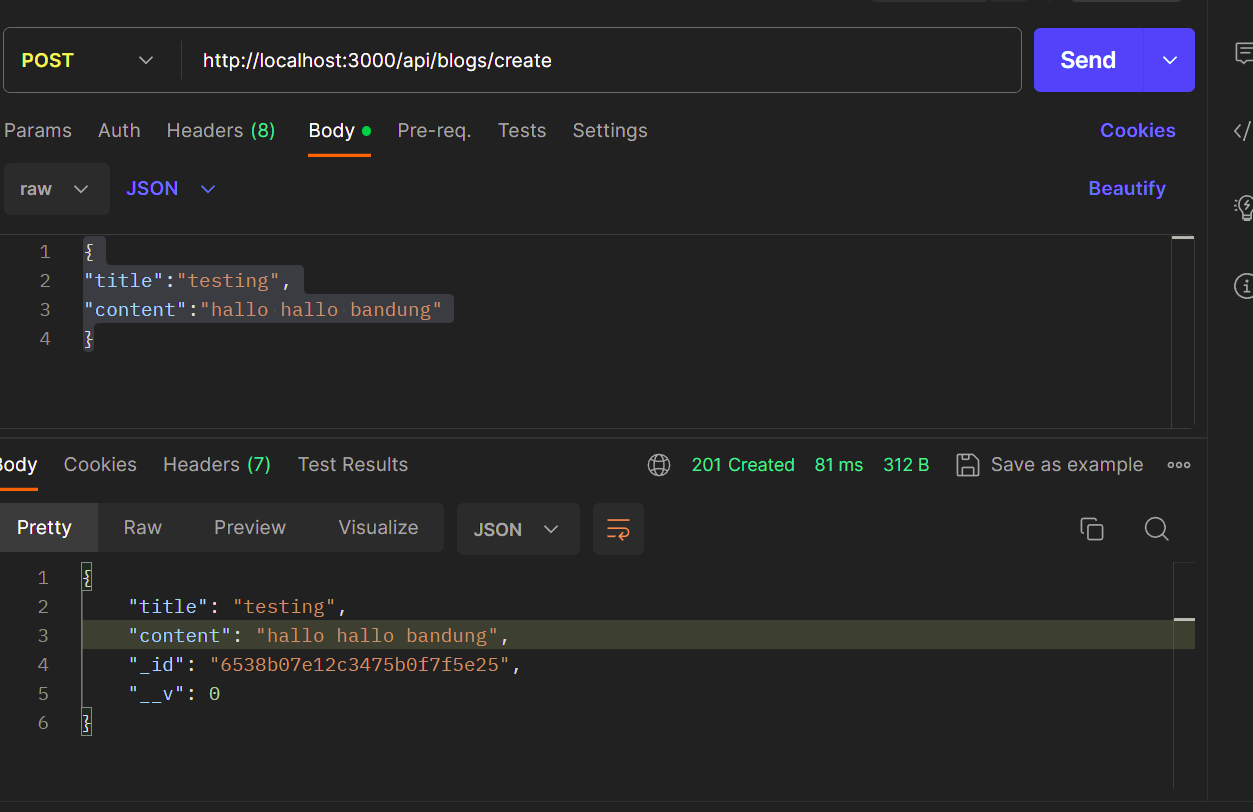 POST http://localhost:3000/api/blogs/create Send
Params Auth Headers (8) Body Pre-req. Tests Settings Cookies
raw JSON Beautify
1 {
2 "title":"testing",
3 "content":"hallo hallo bandung"
4 }
Body Cookies Headers (7) Test Results 201 Created 81 ms 312 B Save as example
Pretty Raw Preview Visualize JSON
1 {
2 "title": "testing",
3 "content": "hallo hallo bandung",
4 "_id": "6538b07e12c3475b0f7f5e25",
5 "__v": 0
6 }